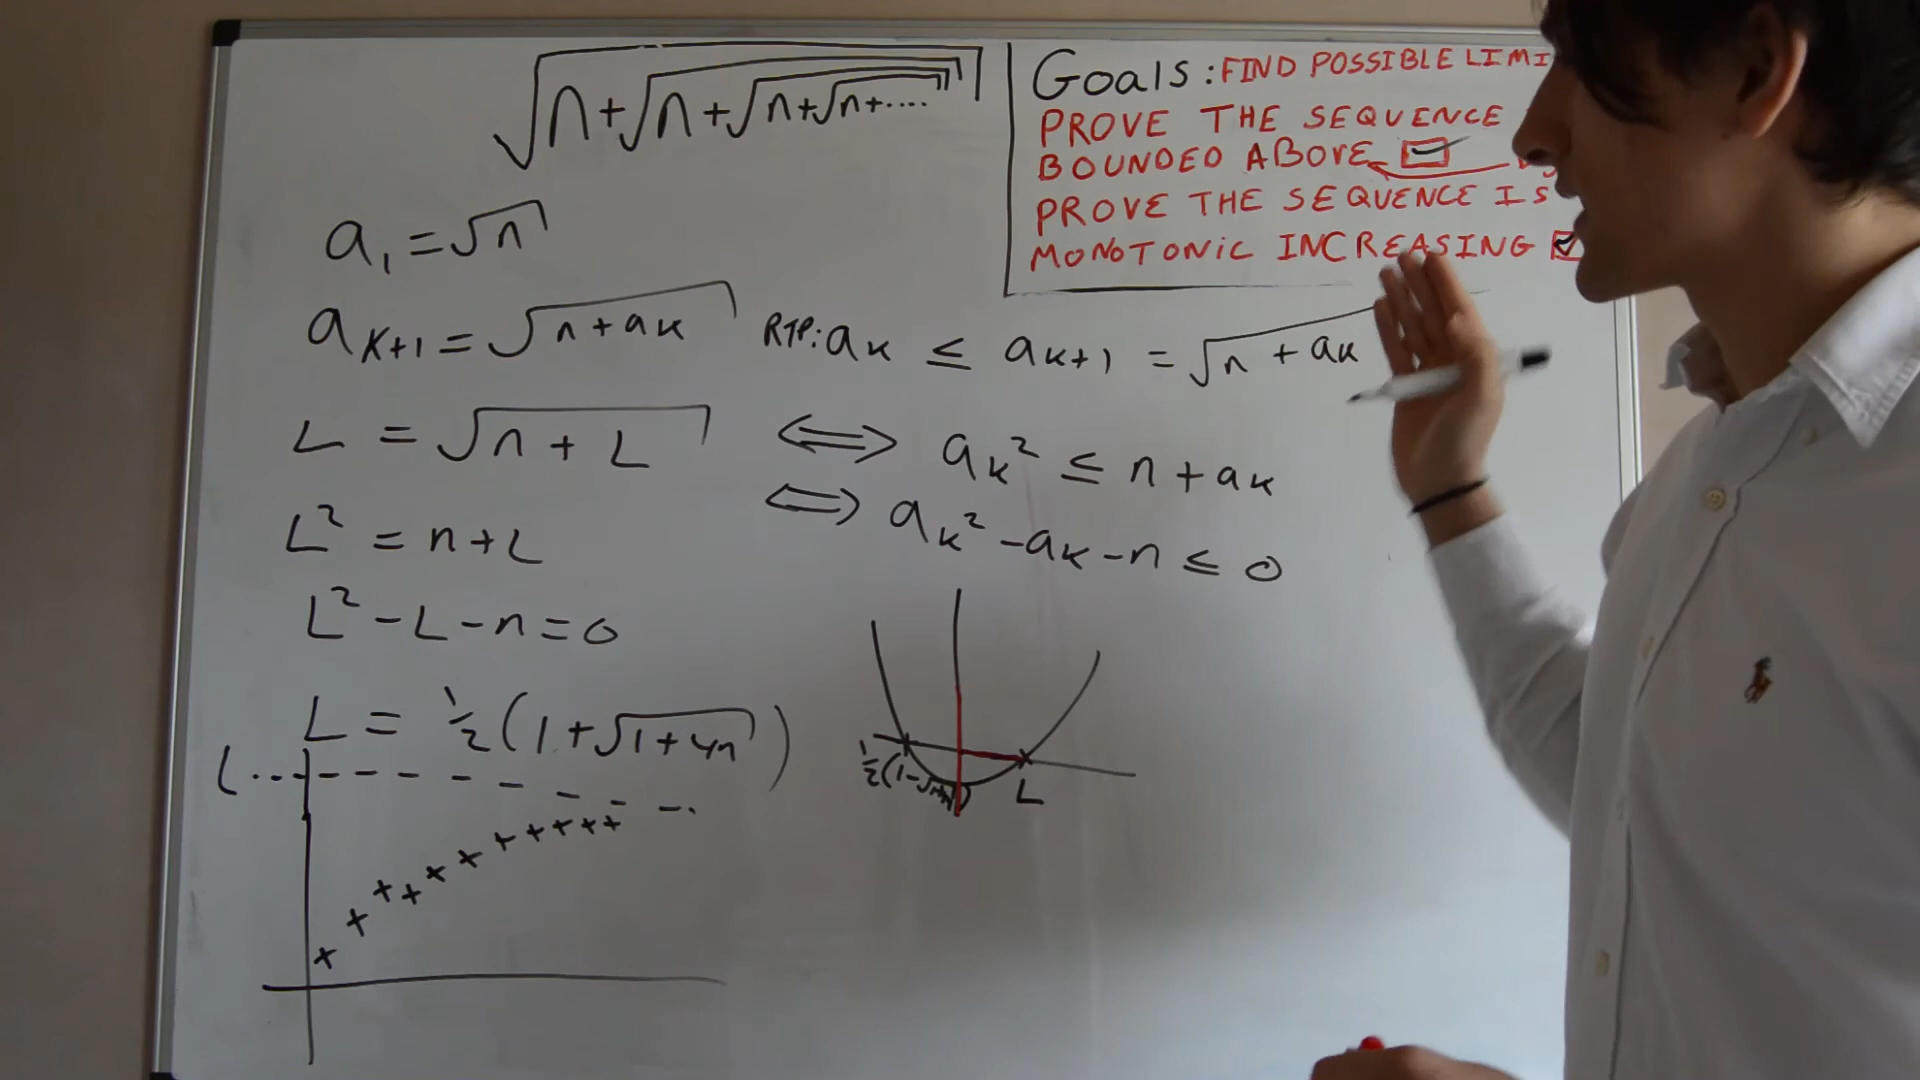 √(n+√(n+√(n+√(n+....
Goals: FIND POSSIBLE LIMI
PROVE THE SEQUENCE
BOUNDED ABOVE
PROVE THE SEQUENCE IS
MONOTONIC INCREASING
a₁ = √n
aₖ₊₁ = √(n + aₖ)
RTP: aₖ ≤ aₖ₊₁ = √(n + aₖ)
L = √(n + L)
⟺ aₖ² ≤ n + aₖ
L² = n + L
⟺ aₖ² - aₖ - n ≤ 0
L² - L - n = 0
L = ½(1 + √(1 + 4n))
L
½(1 - √(1+4n))
L